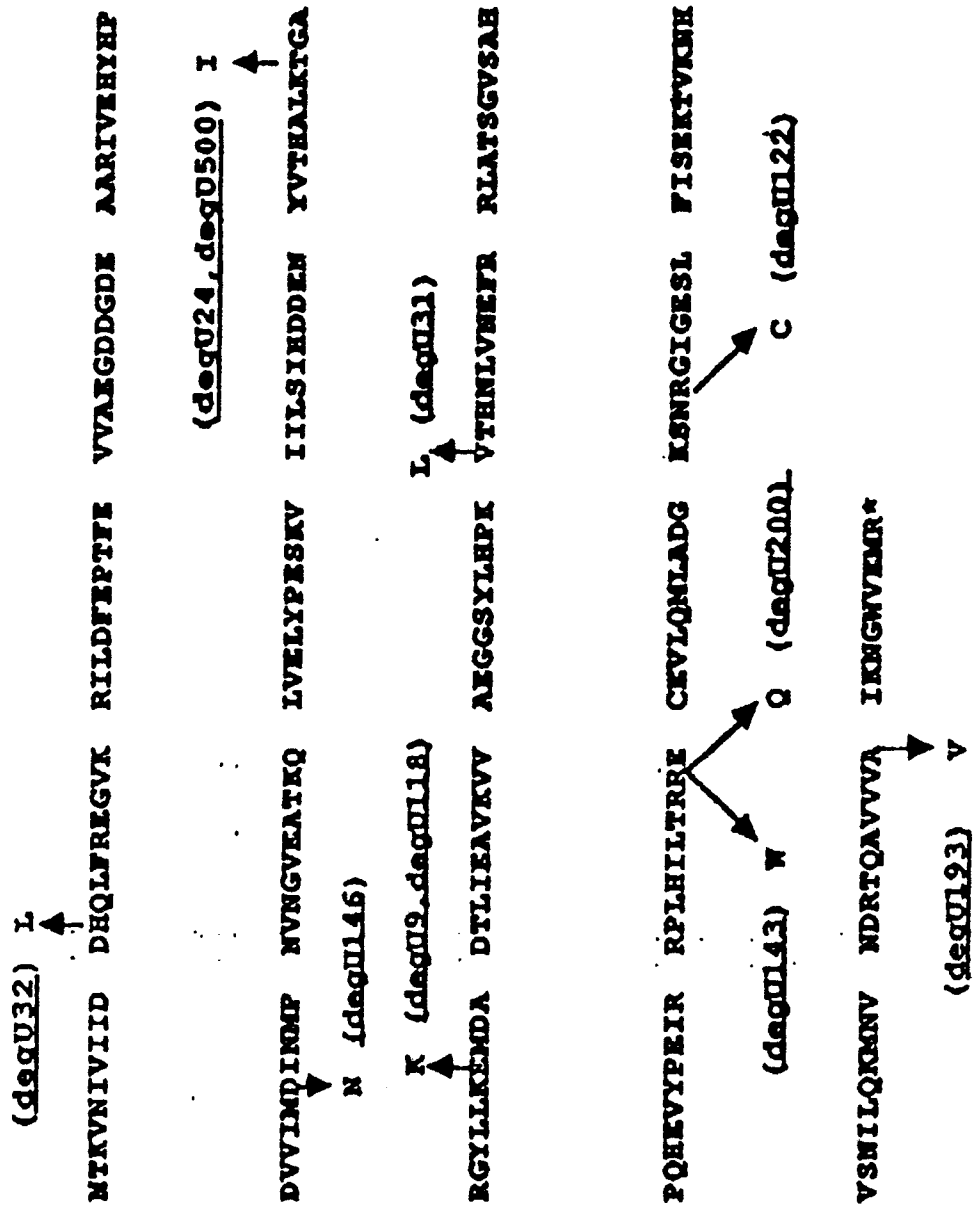 (degU32) L
MTKVNIVIID DHQLFREGVK RILDFEPTFE VVAEGDDGDE AARIVEHYHP
(degU24,degU500) I
DVVIMDINMP NVNGVEATKQ LVELYPESKV IILSIHDDEN YVTHALKTGA
N (degU146)
K (degU9,degU118) L (degU31)
RGYLLKEMDA DTLIEAVKVV AEGGSYLHPK VTHNLVNEFR RLATSGVSAH
PQHEVYPEIR RPLHILTRRE CEVLQMLADG KSNRGIGESL FISEKTVKNH
(degU143) W Q (degU200) C (degU122)
VSNILQKMNV NDRTQAVVVA IKNGWVEMR*
(degU193) V